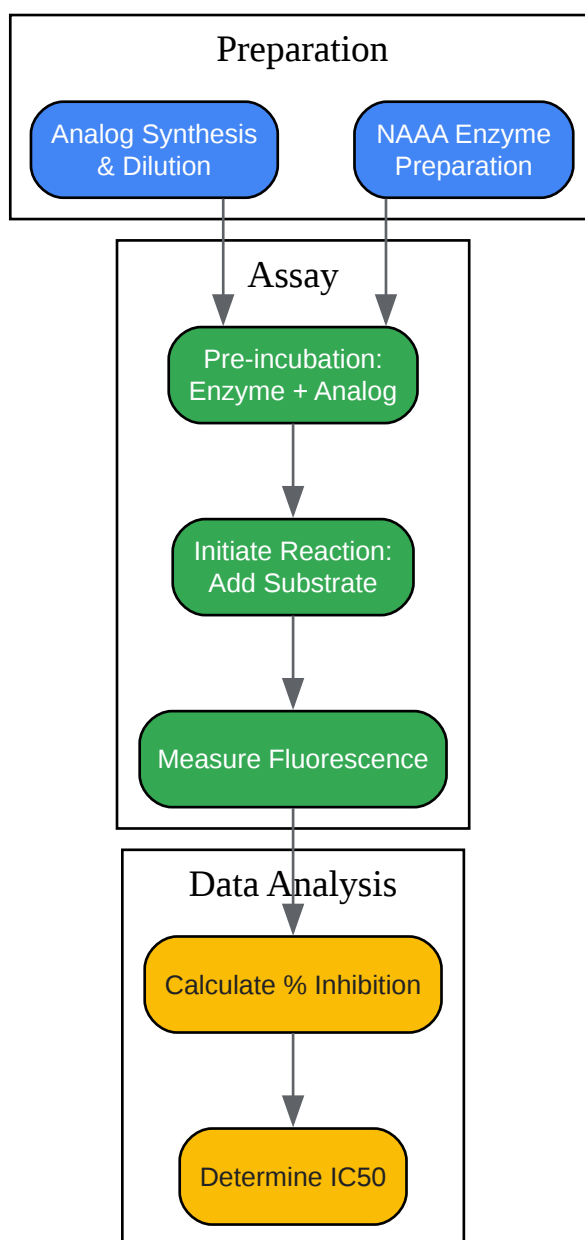 Preparation
Analog Synthesis
& Dilution
NAAA Enzyme
Preparation
Assay
Pre-incubation:
Enzyme + Analog
Initiate Reaction:
Add Substrate
Measure Fluorescence
Data Analysis
Calculate % Inhibition
Determine IC50